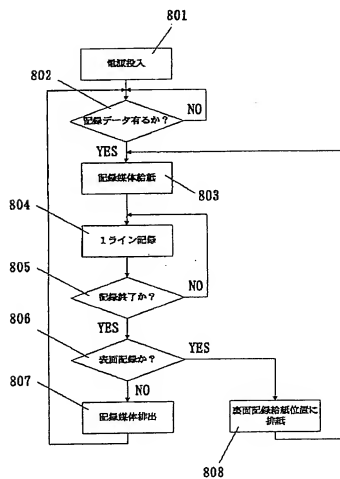 801
電源投入
802
NO
記録データ有るか？
YES
記録媒体給紙
803
804
1ライン記録
805
NO
記録終了か？
806
YES
表面記録か？
YES
807
NO
記録媒体排出
裏面記録給紙位置に
排紙
808